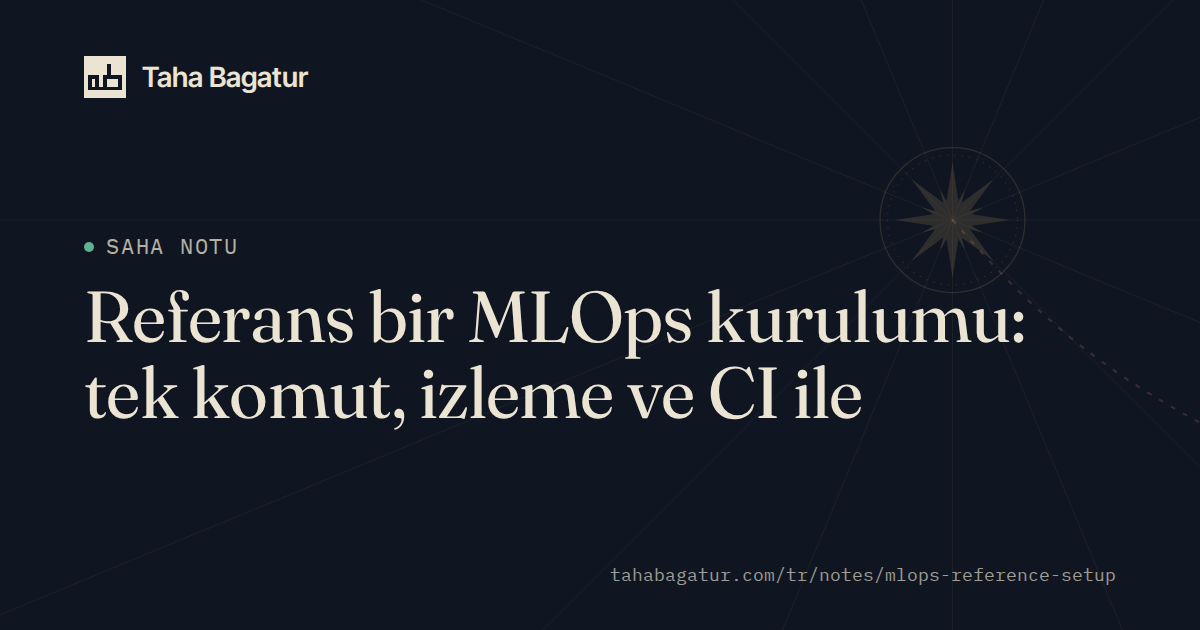 Taha Bagatur
SAHA NOTU
Referans bir MLOps kurulumu:
tek komut, izleme ve CI ile
tahabagatur.com/tr/notes/mlops-reference-setup